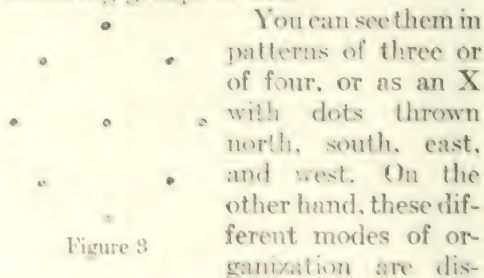 You can see them in
patterns of three or
of four, or as an X
with dots thrown
north, south, east,
and west. On the
other hand, these dif-
ferent modes of or-
ganization are dis-
Figure 3